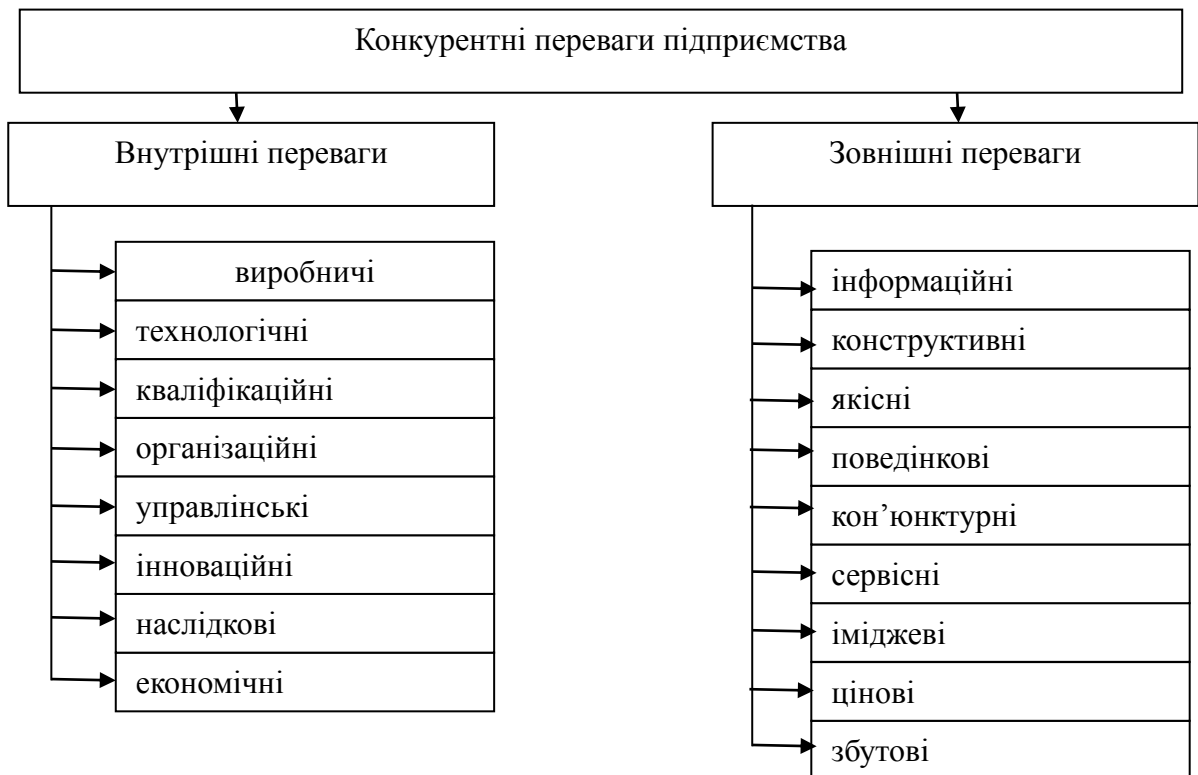 Конкурентні переваги підприємства
Внутрішні переваги
виробничі
технологічні
кваліфікаційні
організаційні
управлінські
інноваційні
наслідкові
економічні
Зовнішні переваги
інформаційні
конструктивні
якісні
поведінкові
кон’юнктурні
сервісні
іміджеві
цінові
збутові